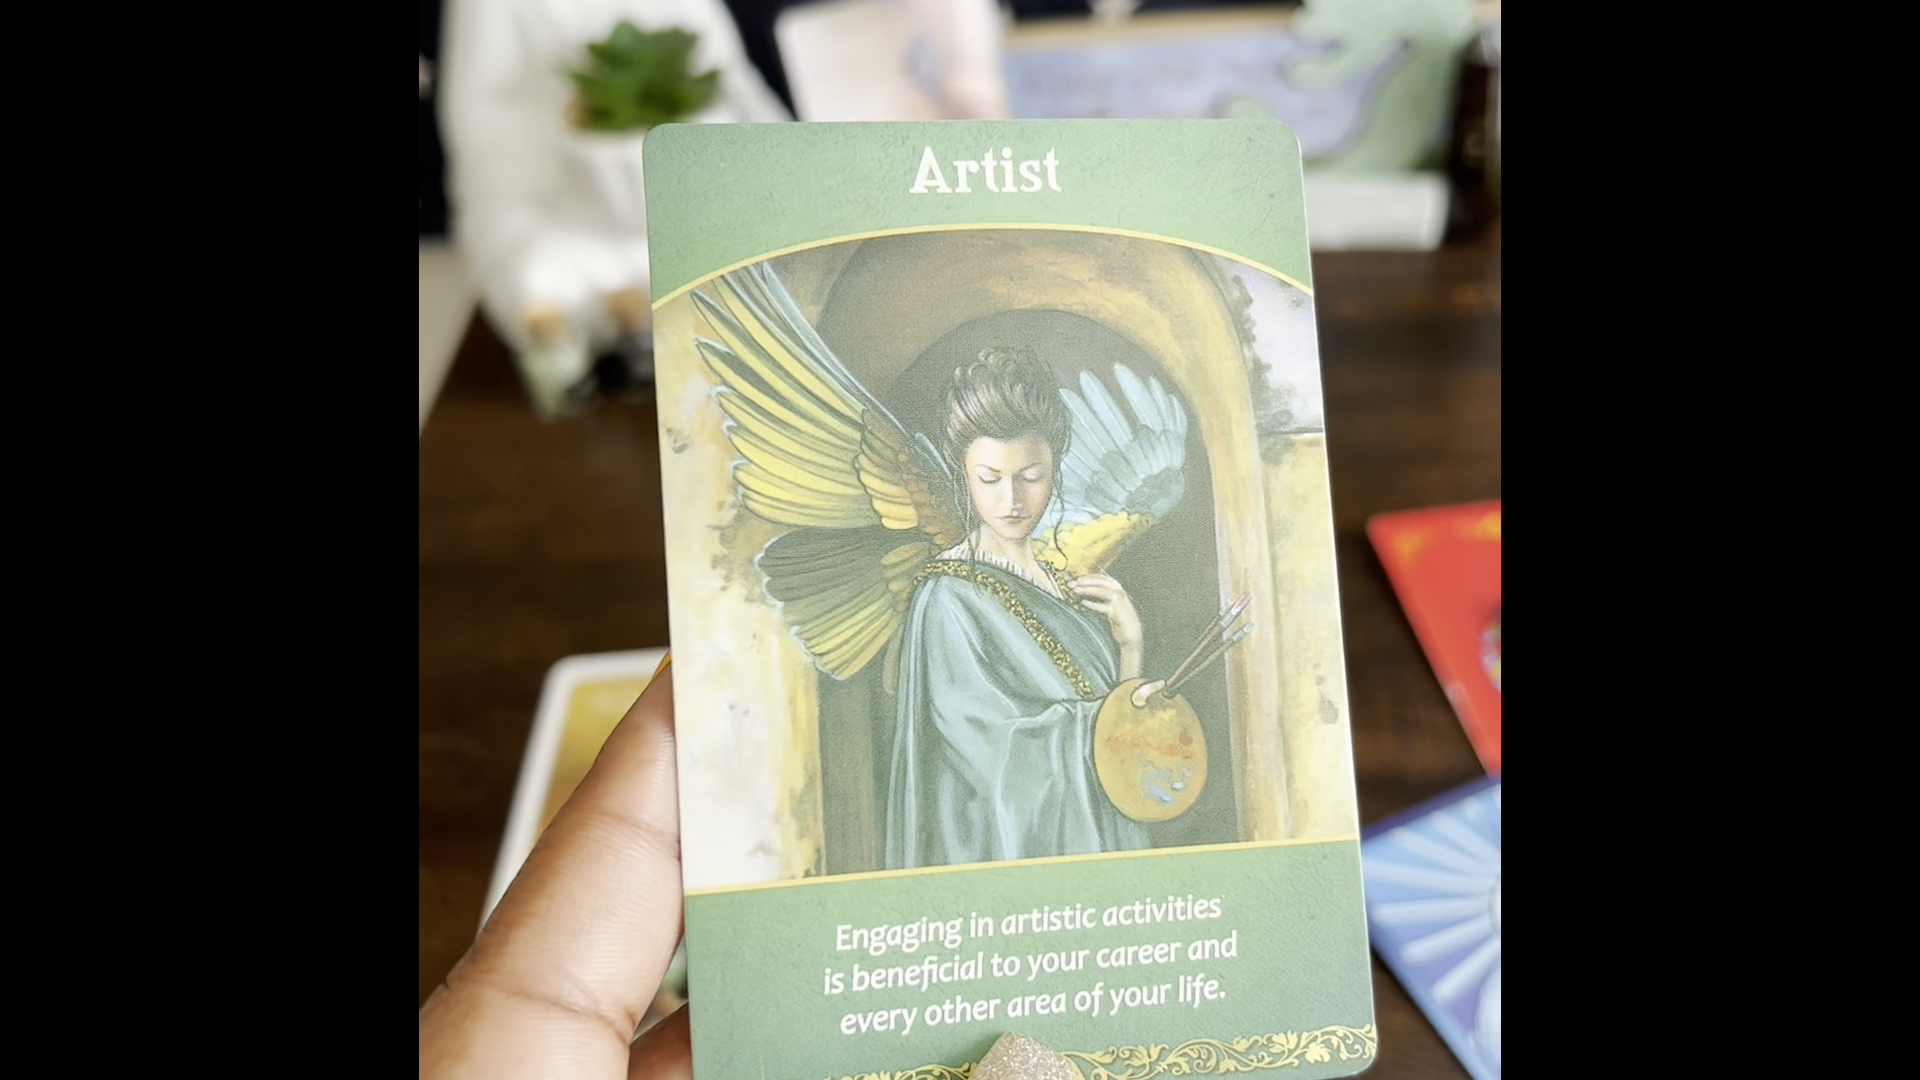 Artist
Engaging in artistic activities
is beneficial to your career and
every other area of your life.